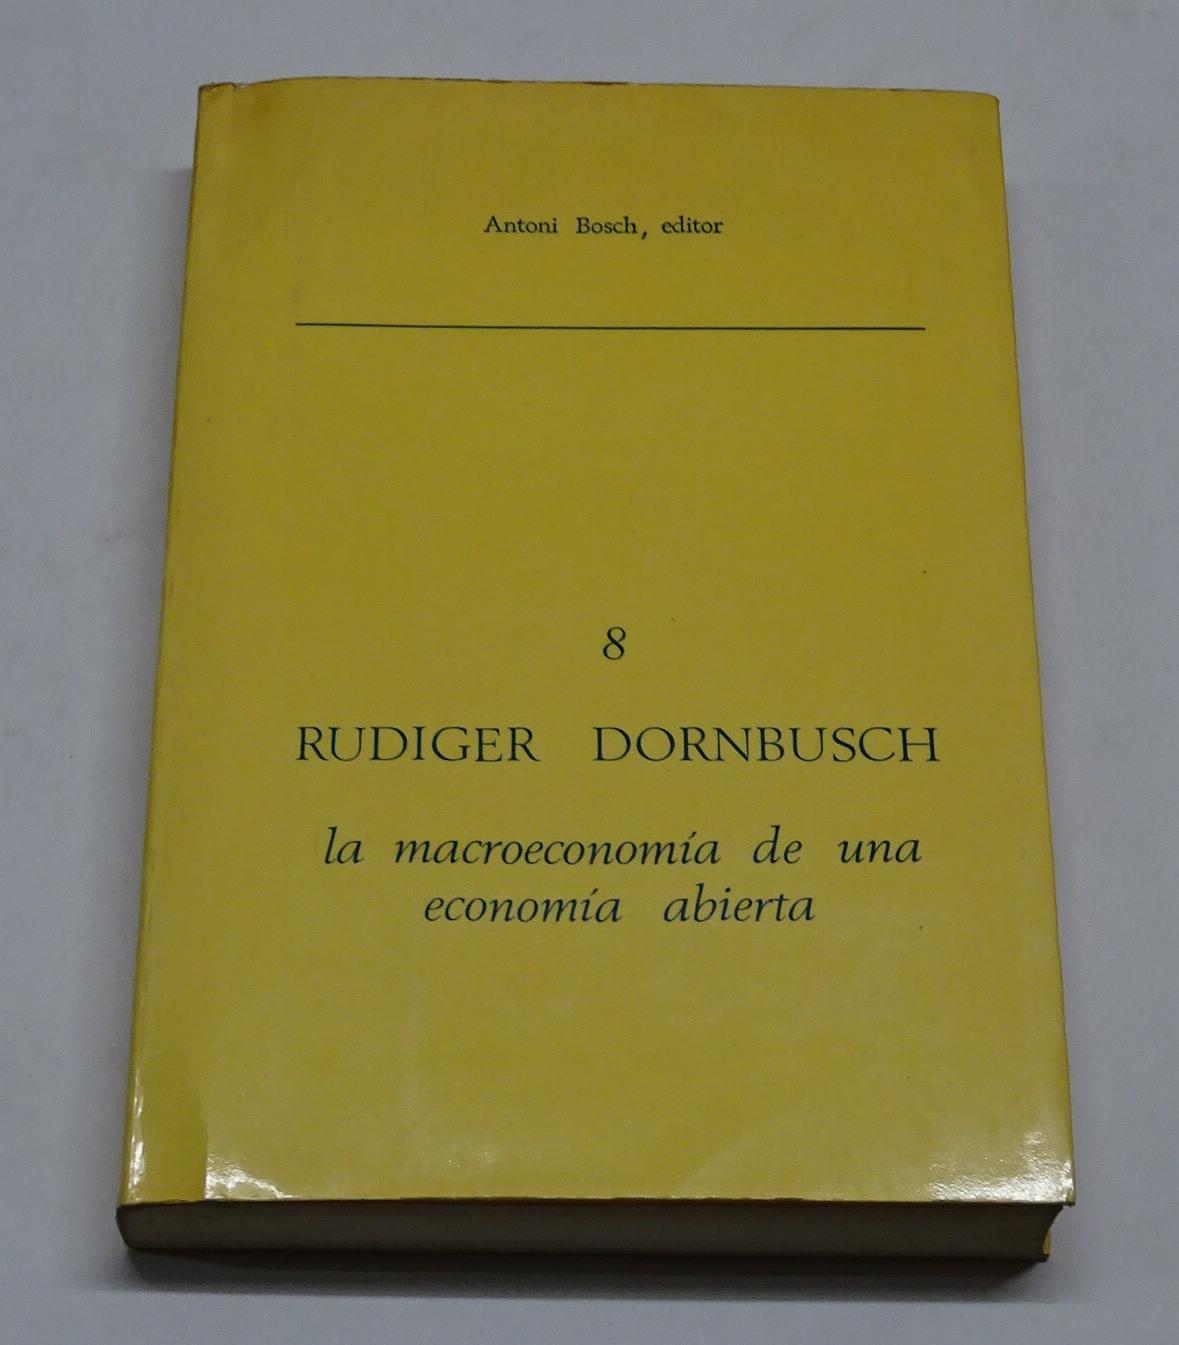 Antoni Bosch, editor
8
RUDIGER DORNBUSCH
la macroeconomía de una
economía abierta